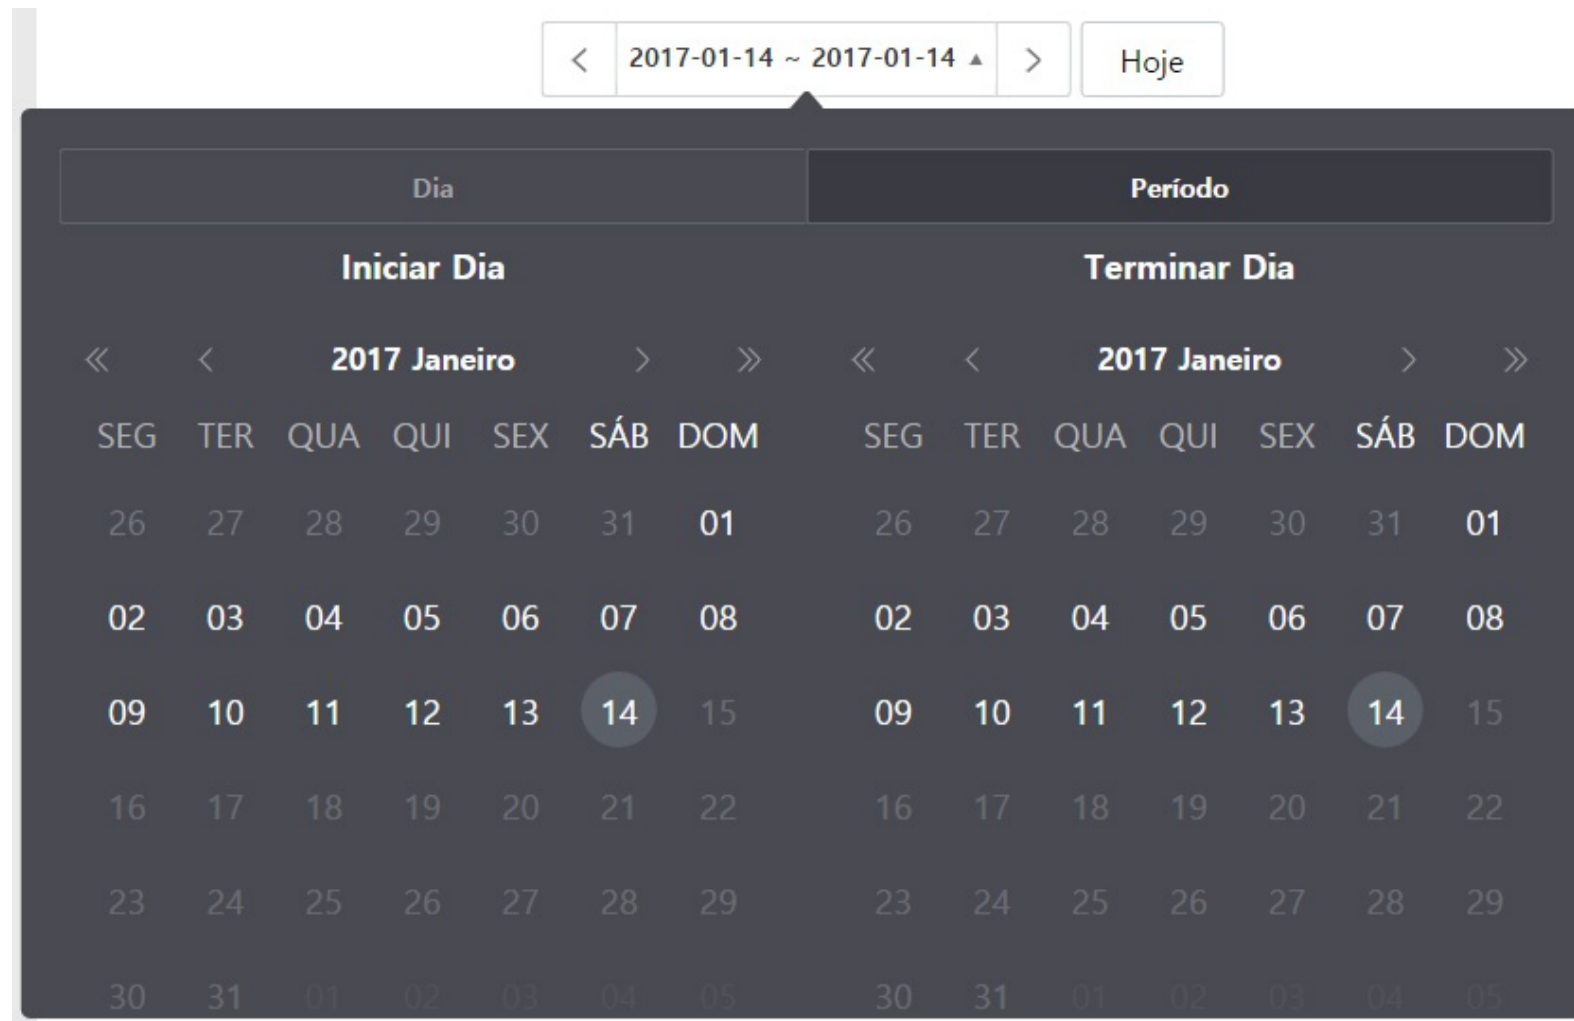 2017-01-14 ~ 2017-01-14 ▲ Hoje
Dia Período
Iniciar Dia Terminar Dia
« < 2017 Janeiro > » « < 2017 Janeiro > »
SEG TER QUA QUI SEX SÁB DOM SEG TER QUA QUI SEX SÁB DOM
26 27 28 29 30 31 01 26 27 28 29 30 31 01
02 03 04 05 06 07 08 02 03 04 05 06 07 08
09 10 11 12 13 14 15 09 10 11 12 13 14 15
16 17 18 19 20 21 22 16 17 18 19 20 21 22
23 24 25 26 27 28 29 23 24 25 26 27 28 29
30 31 01 02 03 04 05 30 31 01 02 03 04 05